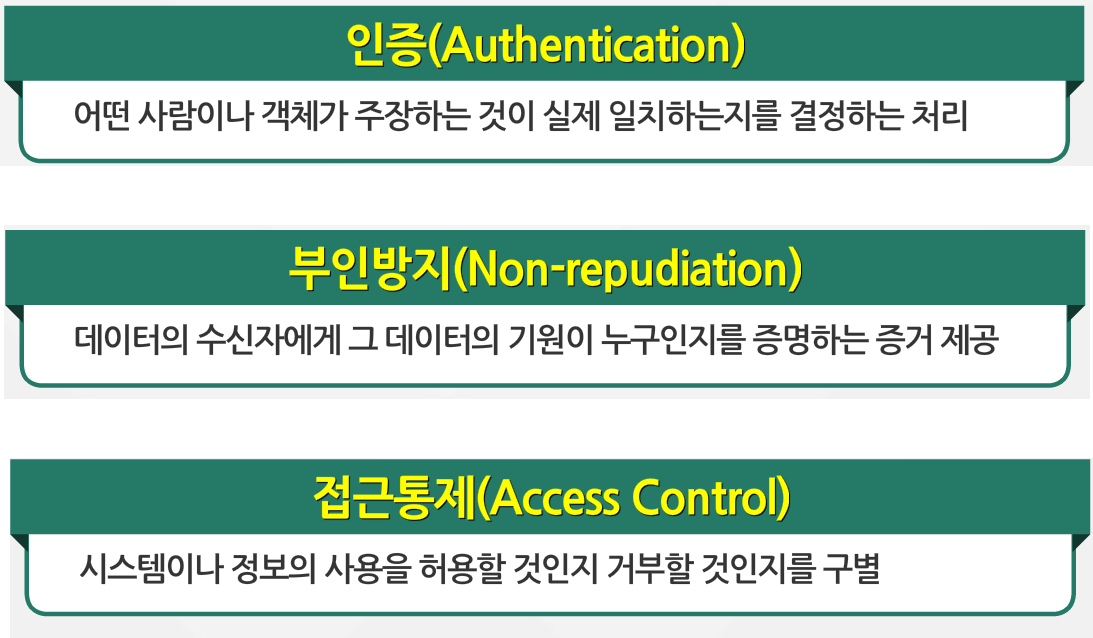 인증(Authentication)
어떤 사람이나 객체가 주장하는 것이 실제 일치하는지를 결정하는 처리
부인방지(Non-repudiation)
데이터의 수신자에게 그 데이터의 기원이 누구인지를 증명하는 증거 제공
접근통제(Access Control)
시스템이나 정보의 사용을 허용할 것인지 거부할 것인지를 구별